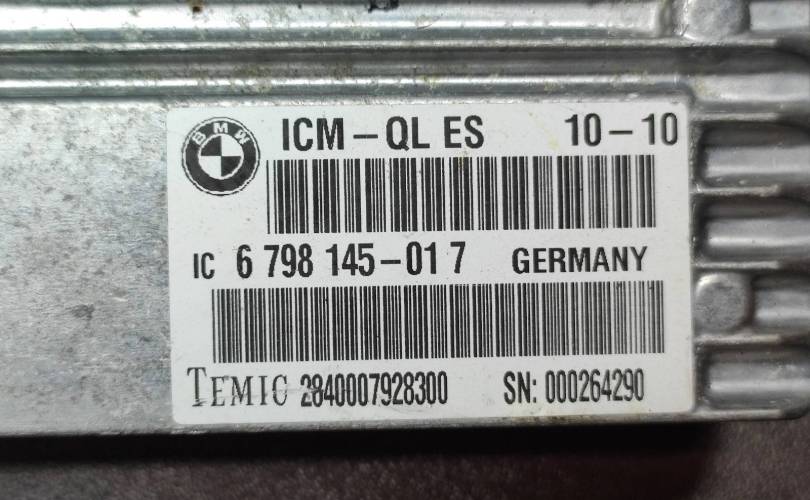 BMW
ICM-QL ES 10-10
IC 6 798 145-01 7 GERMANY
TEMIC 2840007928300 SN: 000264290